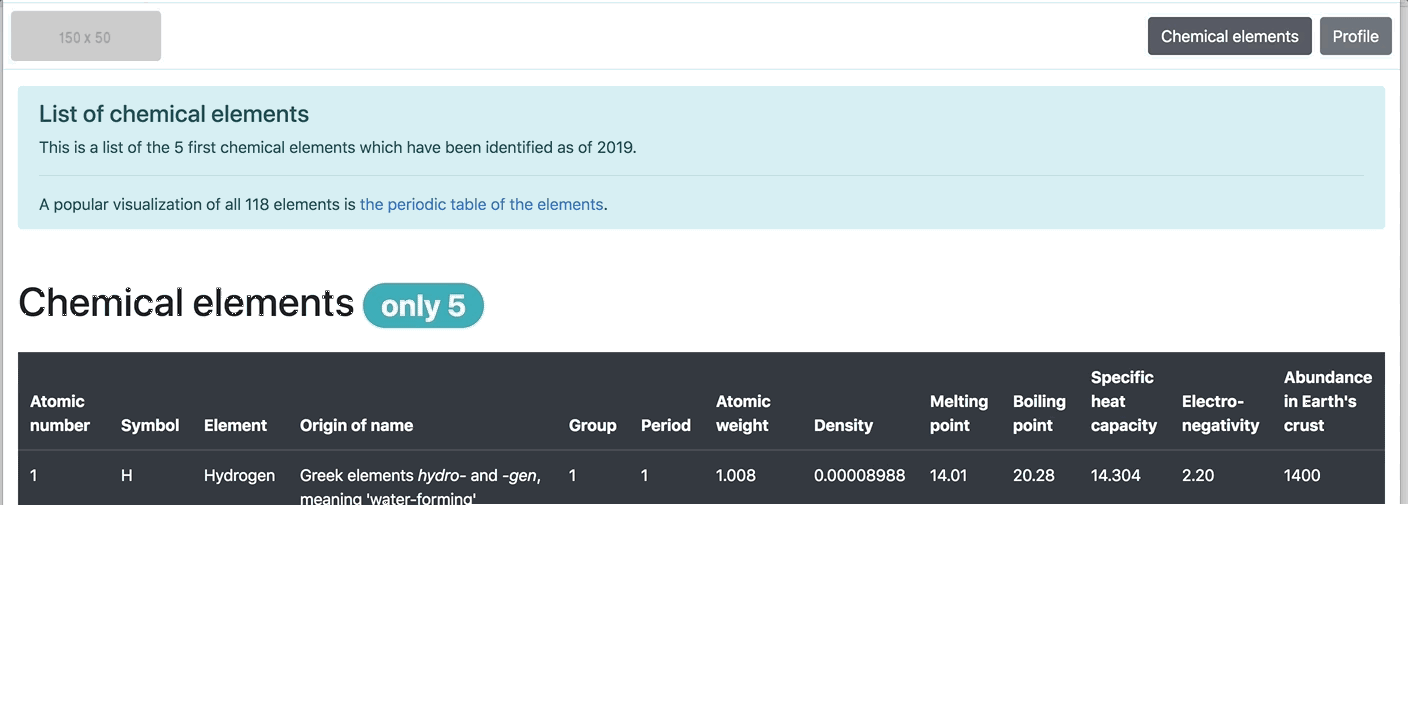 150 x 50
Chemical elements Profile
List of chemical elements
This is a list of the 5 first chemical elements which have been identified as of 2019.
A popular visualization of all 118 elements is the periodic table of the elements.
Chemical elements only 5
Atomic number Symbol Element Origin of name Group Period Atomic weight Density Melting point Boiling point Specific heat capacity Electro-negativity Abundance in Earth's crust
1 H Hydrogen Greek elements hydro- and -gen, 1 1 1.008 0.00008988 14.01 20.28 14.304 2.20 1400
meaning 'water-forming'